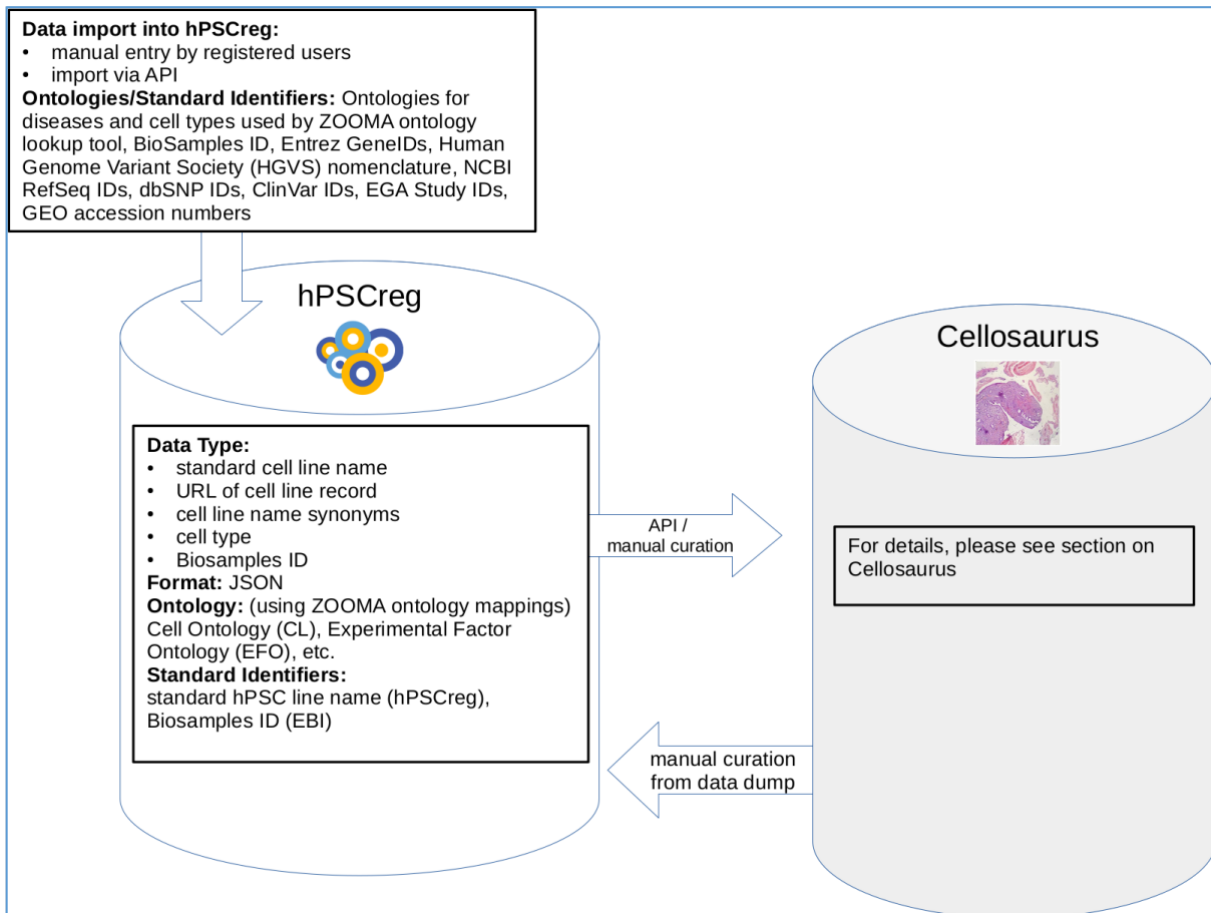 Data import into hPSCreg:
• manual entry by registered users
• import via API
Ontologies/Standard Identifiers: Ontologies for
diseases and cell types used by ZOOMA ontology
lookup tool, BioSamples ID, Entrez GeneIDs, Human
Genome Variant Society (HGVS) nomenclature, NCBI
RefSeq IDs, dbSNP IDs, ClinVar IDs, EGA Study IDs,
GEO accession numbers
hPSCreg
Data Type:
• standard cell line name
• URL of cell line record
• cell line name synonyms
• cell type
• Biosamples ID
Format: JSON
Ontology: (using ZOOMA ontology mappings)
Cell Ontology (CL), Experimental Factor
Ontology (EFO), etc.
Standard Identifiers:
standard hPSC line name (hPSCreg),
Biosamples ID (EBI)
API /
manual curation
manual curation
from data dump
Cellosaurus
For details, please see section on
Cellosaurus